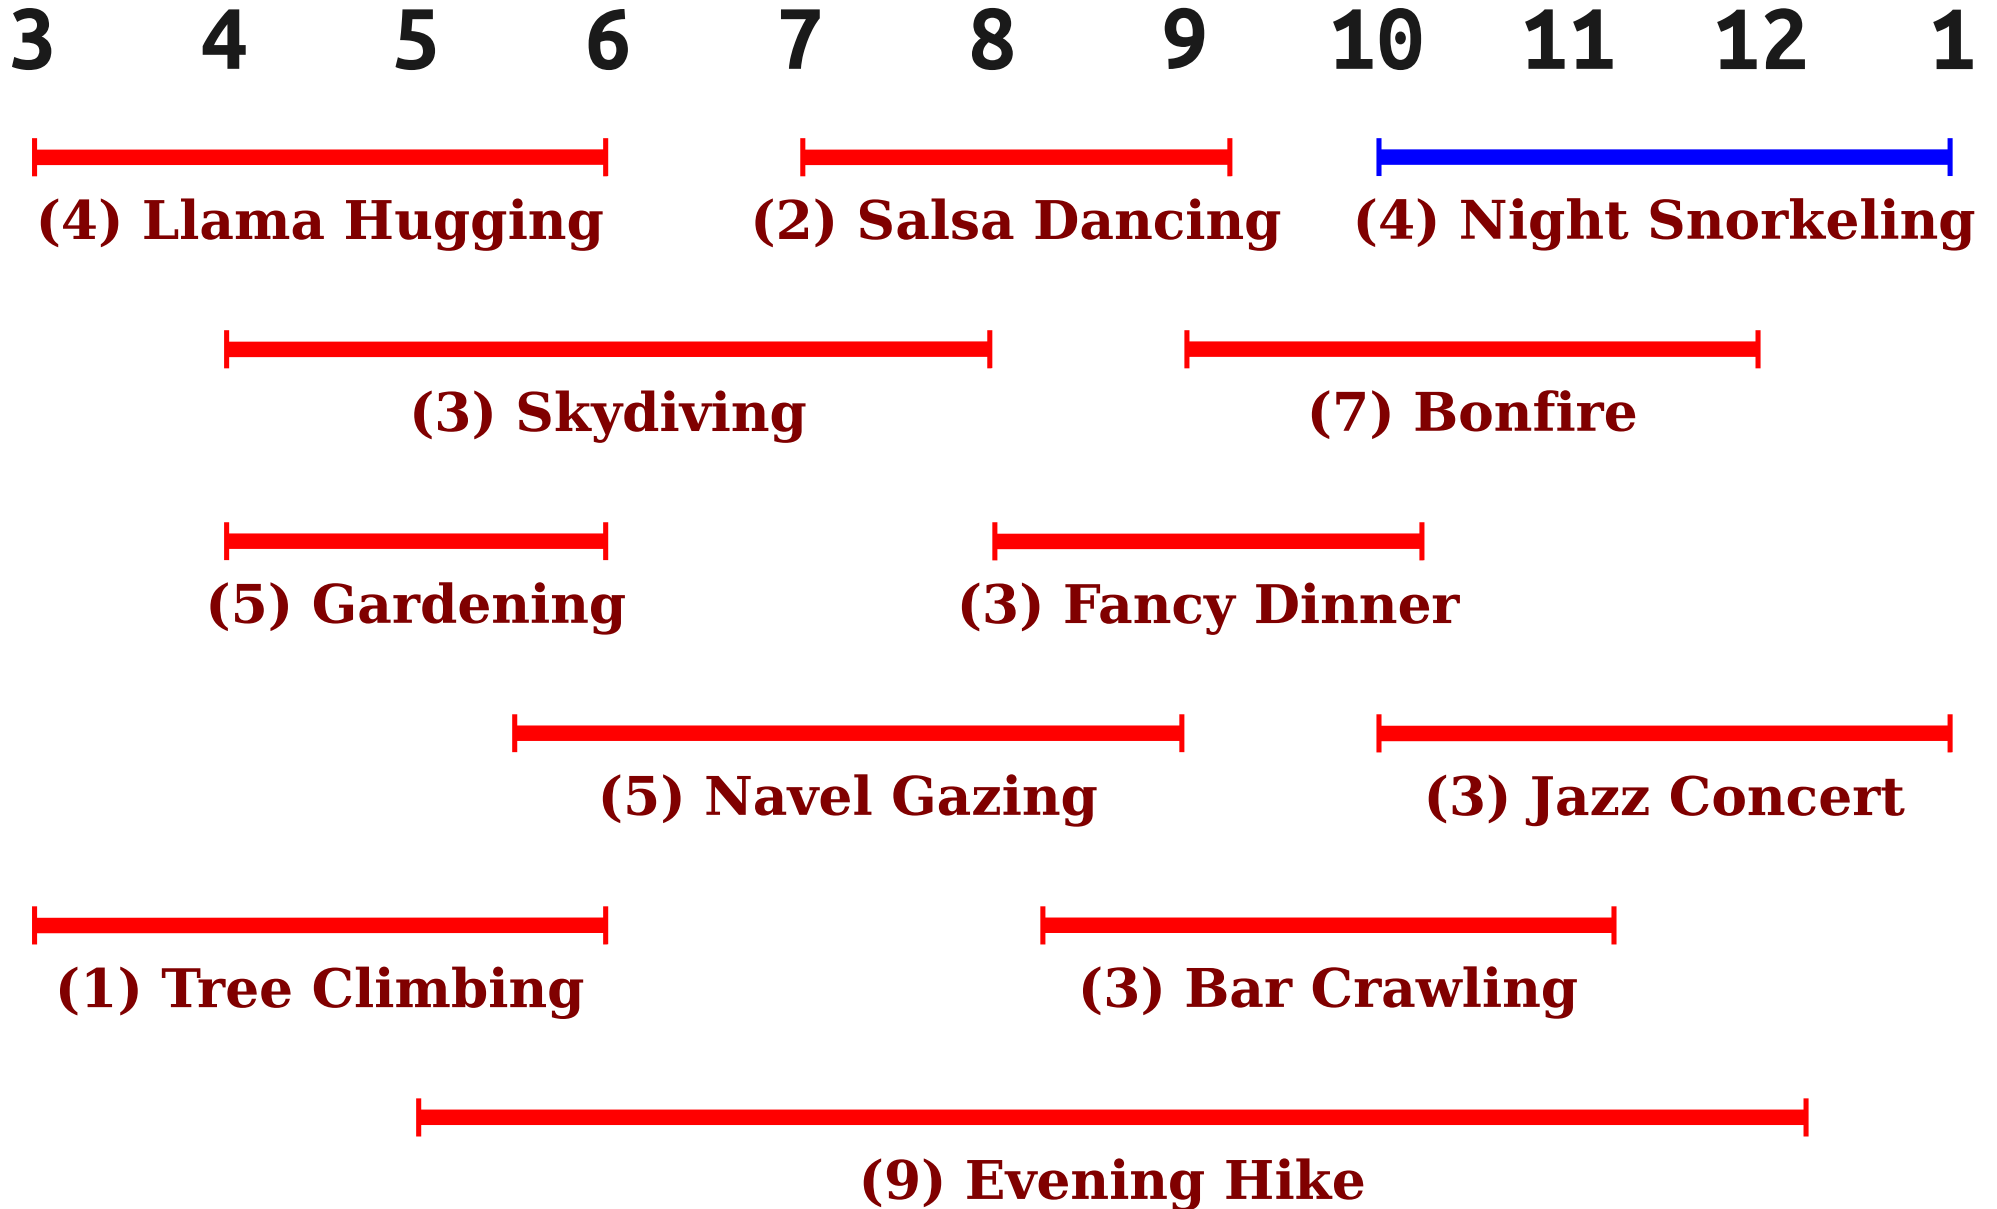 3 4 5 6 7 8 9 10 11 12 1
(4) Llama Hugging (2) Salsa Dancing (4) Night Snorkeling
(3) Skydiving (7) Bonfire
(5) Gardening (3) Fancy Dinner
(5) Navel Gazing (3) Jazz Concert
(1) Tree Climbing (3) Bar Crawling
(9) Evening Hike